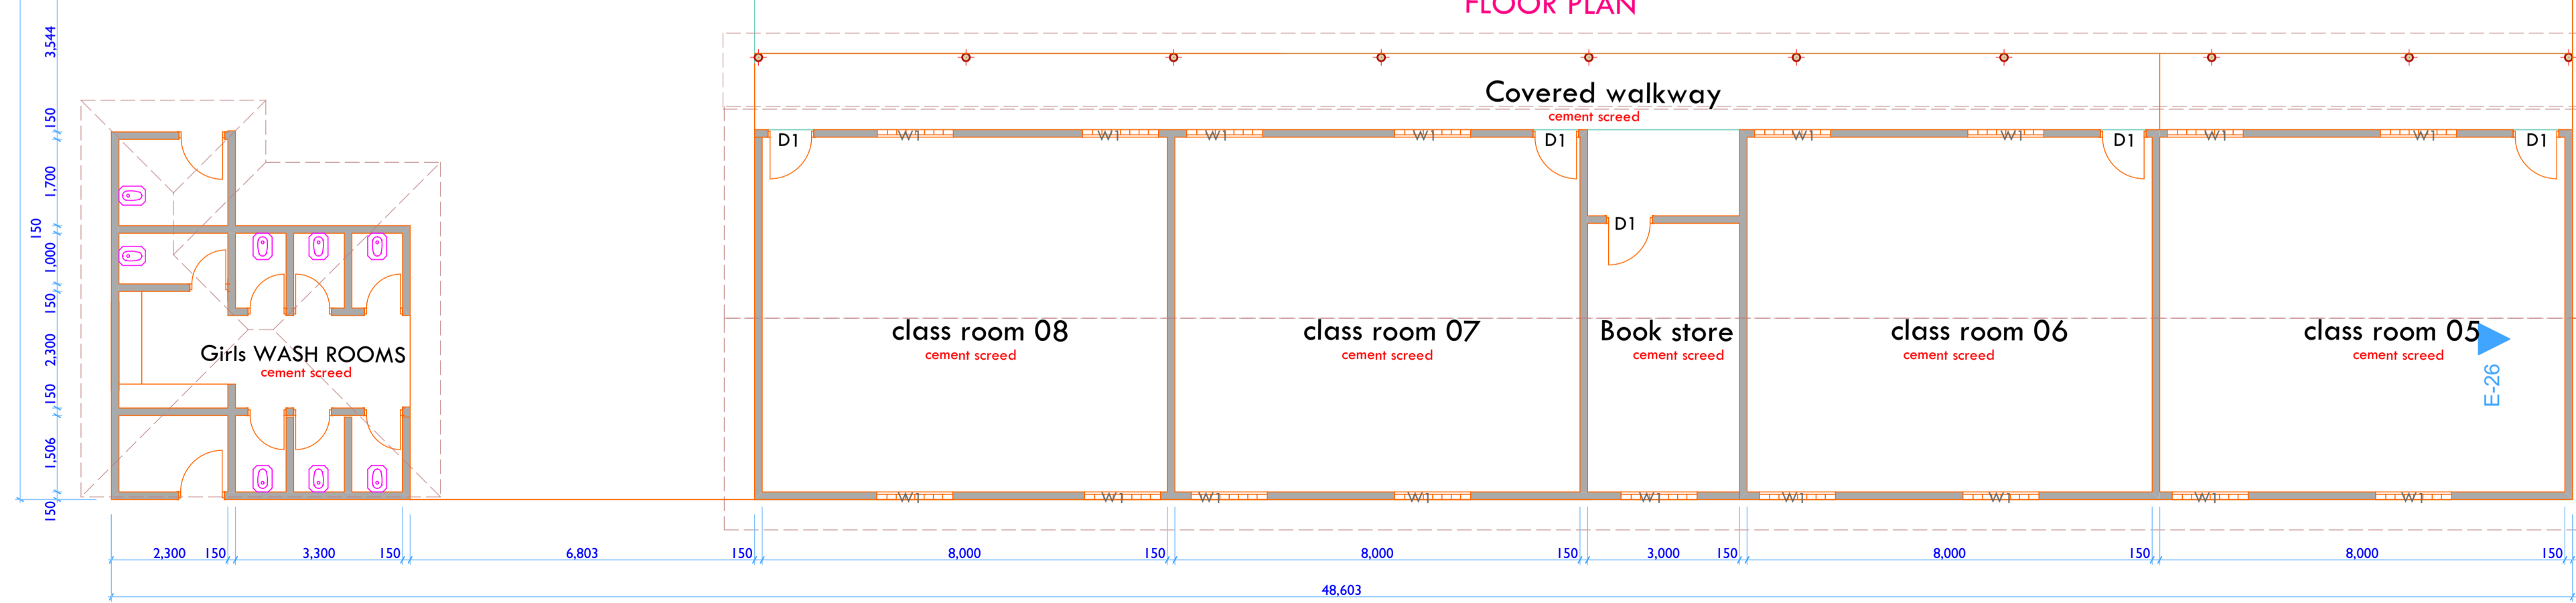 FLOOR PLAN
3,544
Covered walkway
cement screed
150
D1 W1 W1 W1 W1 D1 W1 W1 D1 W1 W1 D1
1,700
150
D1
1,000
150
class room 08
cement screed
class room 07
cement screed
Book store
cement screed
class room 06
cement screed
class room 05
cement screed
Girls WASH ROOMS
cement screed
2,300
E-26
150
1,506
150
W1 W1 W1 W1 W1 W1 W1 W1 W1
2,300 150 3,300 150 6,803 150 8,000 150 8,000 150 3,000 150 8,000 150 8,000 150
48,603